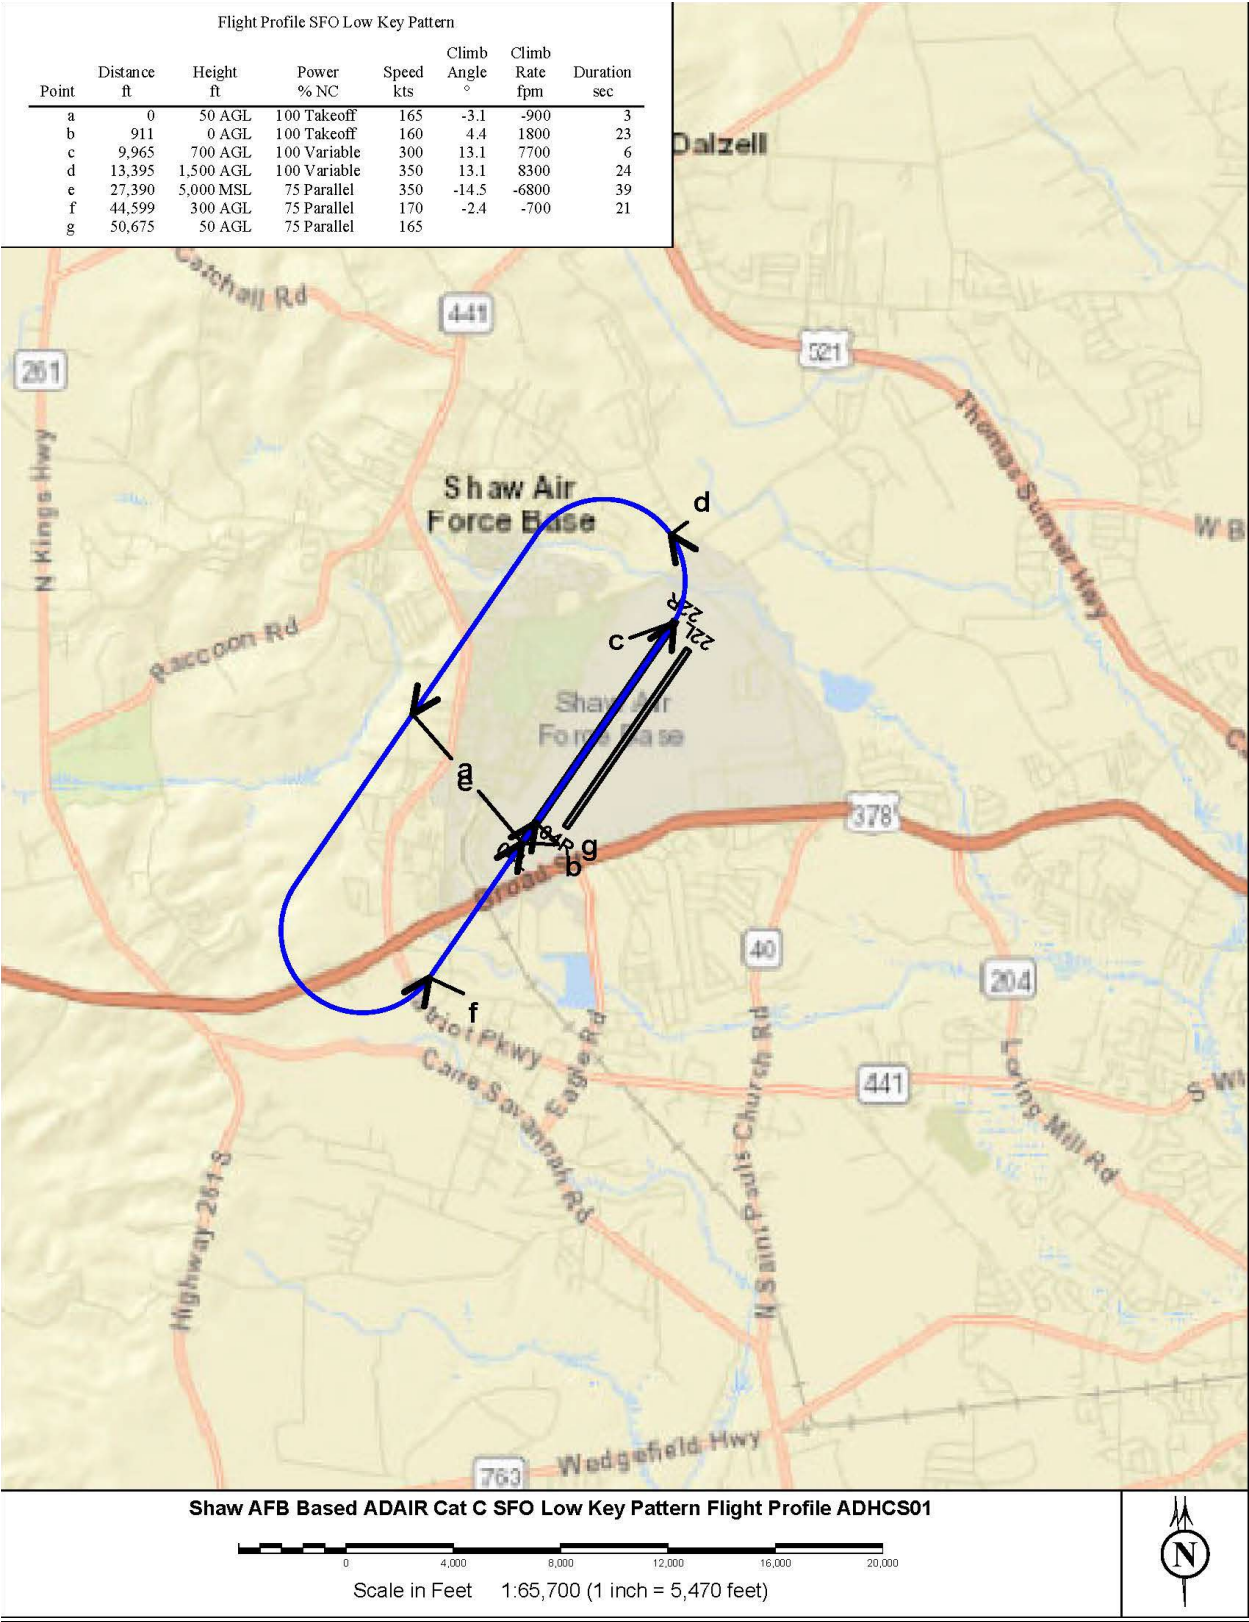 Flight Profile SFO Low Key Pattern
Climb Climb
Distance Height Power Speed Angle Rate Duration
Point ft ft % NC kts ° fpm sec
a 0 50 AGL 100 Takeoff 165 -3.1 -900 3
b 911 0 AGL 100 Takeoff 160 4.4 1800 23
c 9,965 700 AGL 100 Variable 300 13.1 7700 6
d 13,395 1,500 AGL 100 Variable 350 13.1 8300 24
e 27,390 5,000 MSL 75 Parallel 350 -14.5 -6800 39
f 44,599 300 AGL 75 Parallel 170 -2.4 -700 21
g 50,675 50 AGL 75 Parallel 165
Dalzell
Catchall Rd
441
261
521
N Kings Hwy
Thomas Sumter Hwy
Shaw Air
Force Base
d
W B
22R
22L
c
Raccoon Rd
Shaw Air
Force Base
a
e
378
04R
g
b
Broad St
40
204
f
Eagle Rd
Cane Savannah Rd
441
N Saint Pauls Church Rd
Loring Mill Rd
Highway 261 S
763
Wedgefield Hwy
Shaw AFB Based ADAIR Cat C SFO Low Key Pattern Flight Profile ADHCS01
0 4,000 8,000 12,000 16,000 20,000
Scale in Feet 1:65,700 (1 inch = 5,470 feet)
N